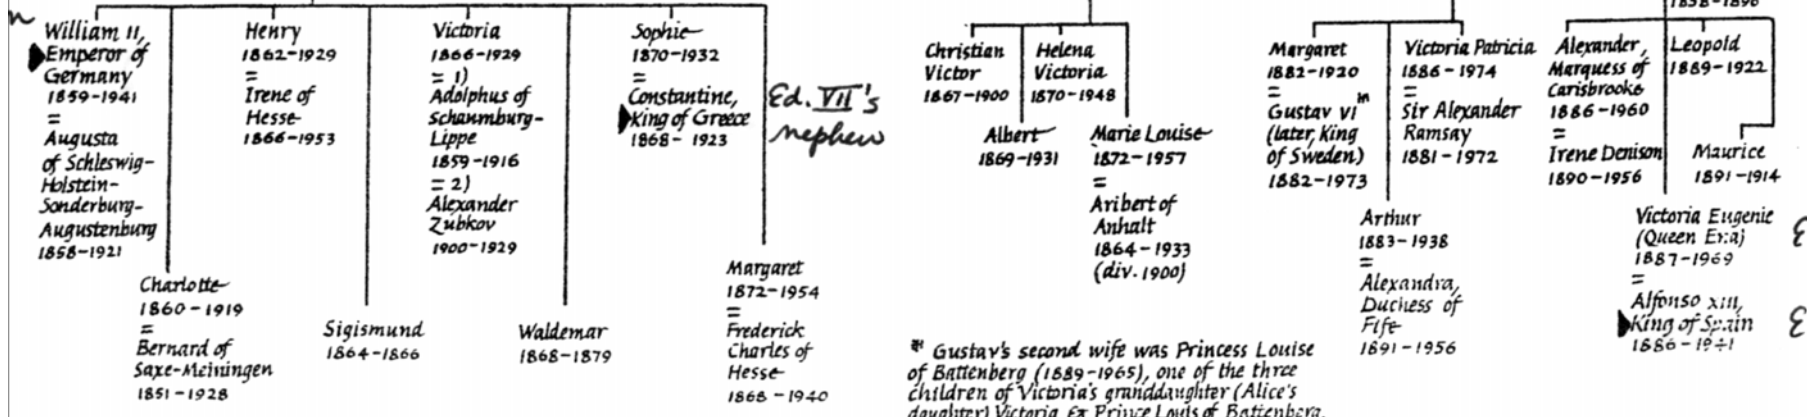 1858-1896
William II,
Emperor of
Germany
1859-1941
=
Augusta
of Schleswig-
Holstein-
Sonderburg-
Augustenburg
1858-1921
Charlotte
1860-1919
=
Bernard of
Saxe-Meiningen
1851-1928
Henry
1862-1929
=
Irene of
Hesse
1866-1953
Sigismund
1864-1866
Victoria
1866-1929
= 1)
Adolphus of
Schaumburg-
Lippe
1859-1916
= 2)
Alexander
Zubkov
1900-1929
Waldemar
1868-1879
Sophie
1870-1932
=
Constantine,
King of Greece
1868-1923
Ed. VII's
nephew
Margaret
1872-1954
=
Frederick
Charles of
Hesse
1868-1940
Christian
Victor
1867-1900
Albert
1869-1931
Helena
Victoria
1870-1948
Marie Louise
1872-1957
=
Aribert of
Anhalt
1864-1933
(div. 1900)
Margaret
1882-1920
=
Gustav VI
(later, King
of Sweden)
1882-1973
Arthur
1883-1938
=
Alexandra,
Duchess of
Fife
1891-1956
Victoria Patricia
1886-1974
=
Sir Alexander
Ramsay
1881-1972
Alexander,
Marquess of
Carisbrooke
1886-1960
=
Irene Denison
1890-1956
Victoria Eugenie
(Queen Ena)
1887-1969
=
Alfonso XIII,
King of Spain
1886-1941
Leopold
1889-1922
Maurice
1891-1914
Gustav's second wife was Princess Louise
of Battenberg (1889-1965), one of the three
children of Victoria's granddaughter (Alice's
daughter) Victoria & Prince Louis of Battenberg.